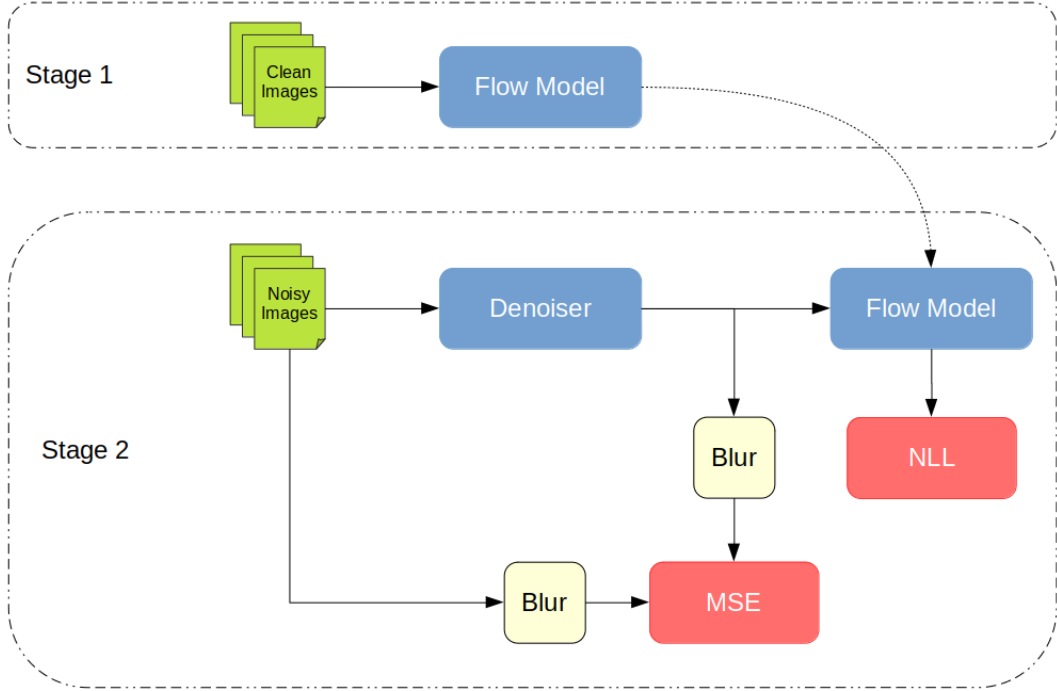 Stage 1
Clean
Images
Flow Model
Noisy
Images
Denoiser
Flow Model
Stage 2
Blur
NLL
Blur
MSE